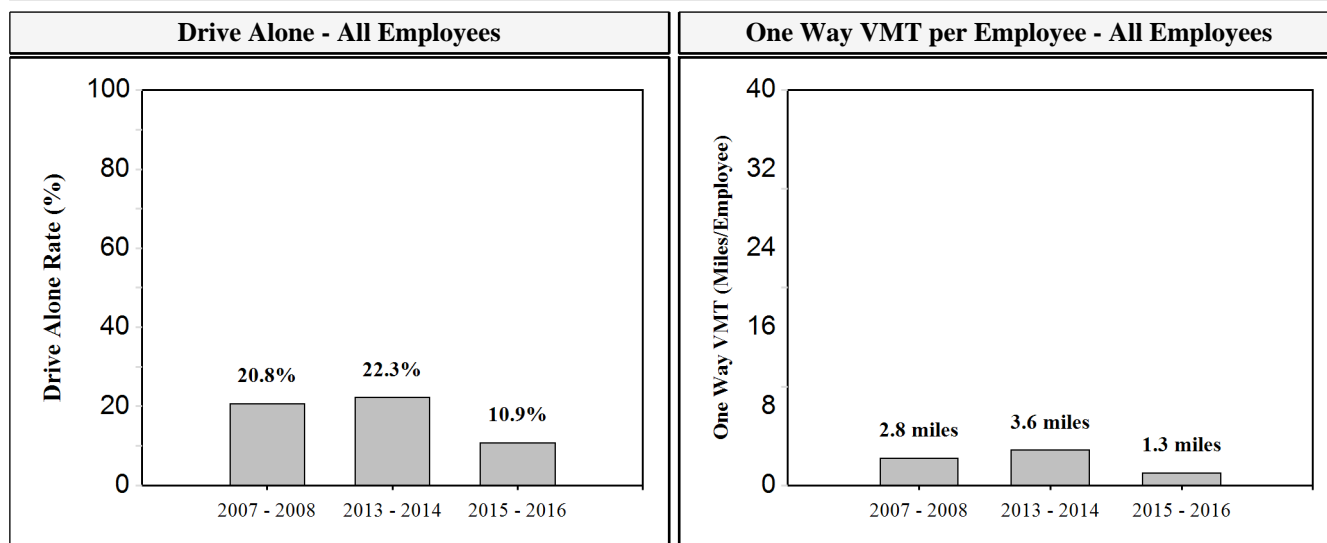 Drive Alone - All Employees
One Way VMT per Employee - All Employees
Drive Alone Rate (%)
100
80
60
40
20
0
20.8%
22.3%
10.9%
2007 - 2008
2013 - 2014
2015 - 2016
One Way VMT (Miles/Employee)
40
32
24
16
8
0
2.8 miles
3.6 miles
1.3 miles
2007 - 2008
2013 - 2014
2015 - 2016